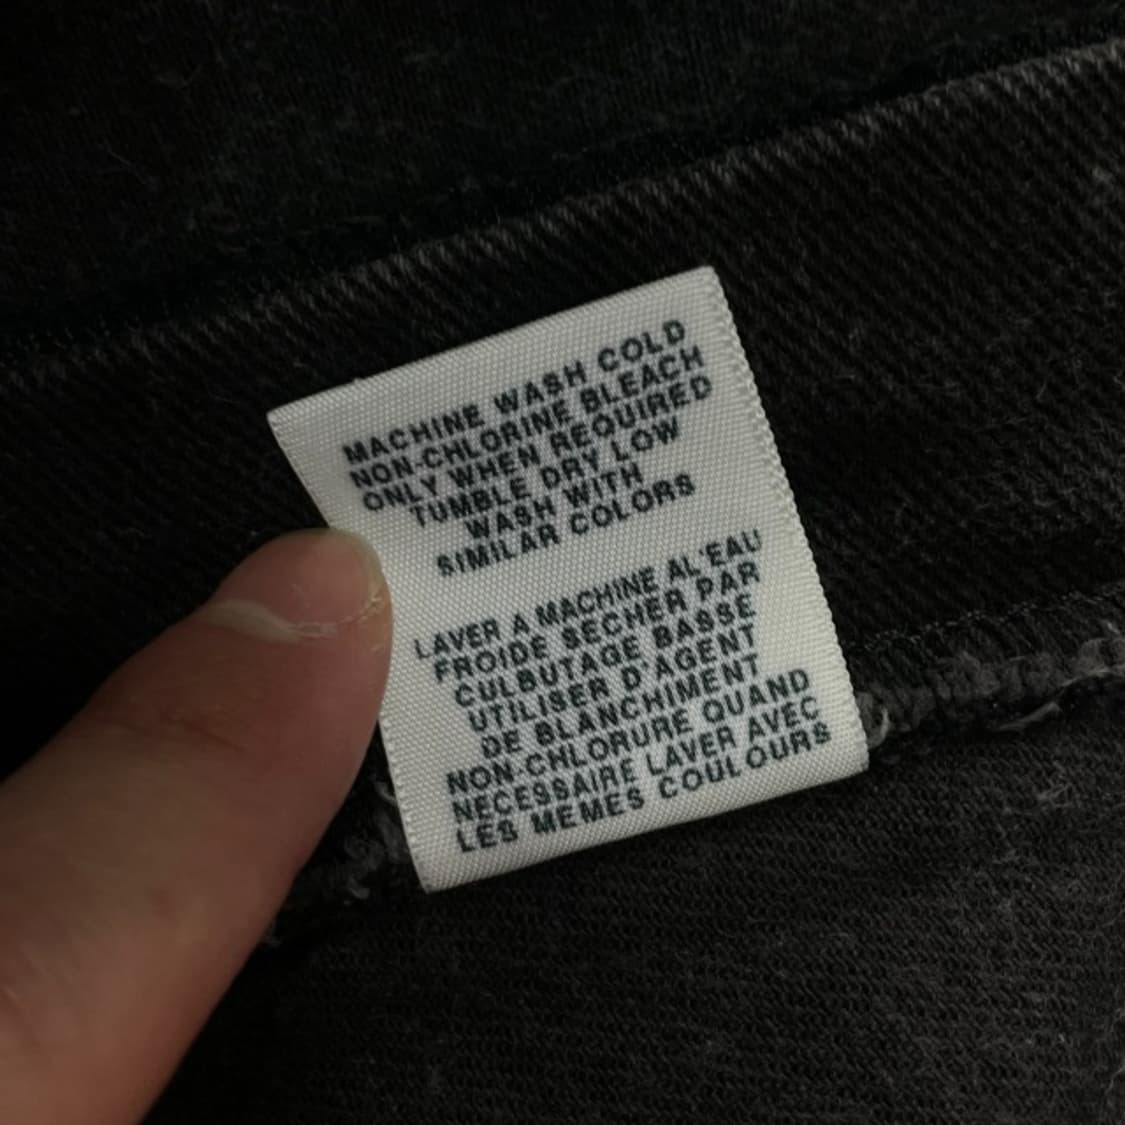 MACHINE WASH COLD
NON-CHLORINE BLEACH
ONLY WHEN REQUIRED
TUMBLE DRY LOW
WASH WITH
SIMILAR COLORS
LAVER A MACHINE AL'EAU
FROIDE SECHER PAR
CULBUTAGE BASSE
UTILISER D'AGENT
DE BLANCHIMENT
NON-CHLORURE QUAND
NECESSAIRE LAVER AVEC
LES MEMES COULOURS